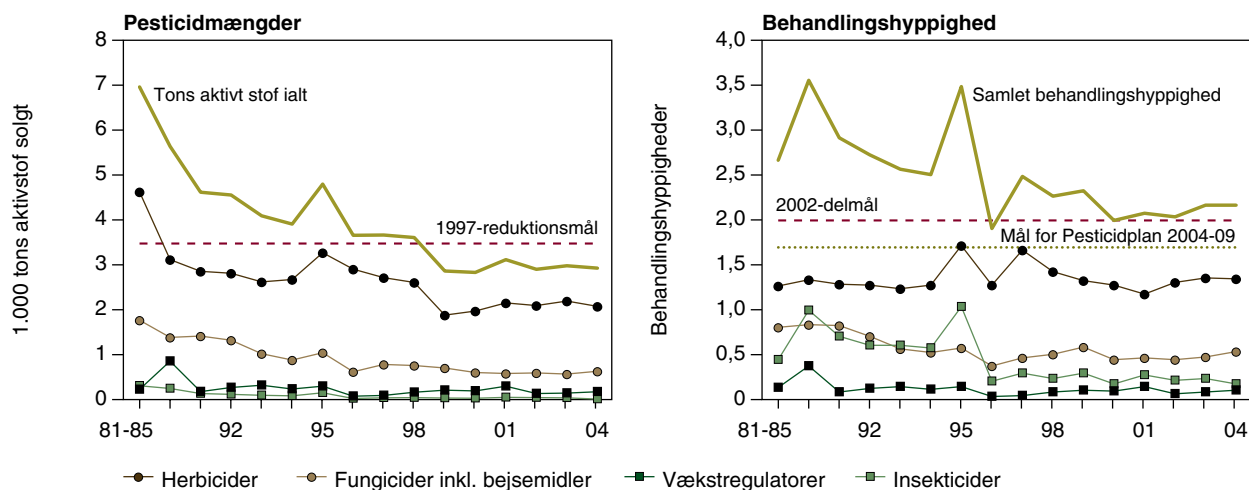 Pesticidmængder
8
7
6
5
4
3
2
1
0
1.000 tons aktivstof solgt
Tons aktivt stof ialt
1997-reduktionsmål
81-85 92 95 98 01 04
Behandlingshyppighed
4,0
3,5
3,0
2,5
2,0
1,5
1,0
0,5
0
Behandlingshyppigheder
Samlet behandlingshyppighed
2002-delmål
Mål for Pesticidplan 2004-09
81-85 92 95 98 01 04
Herbicider Fungicider inkl. bejsemidler Vækstregulatorer Insekticider